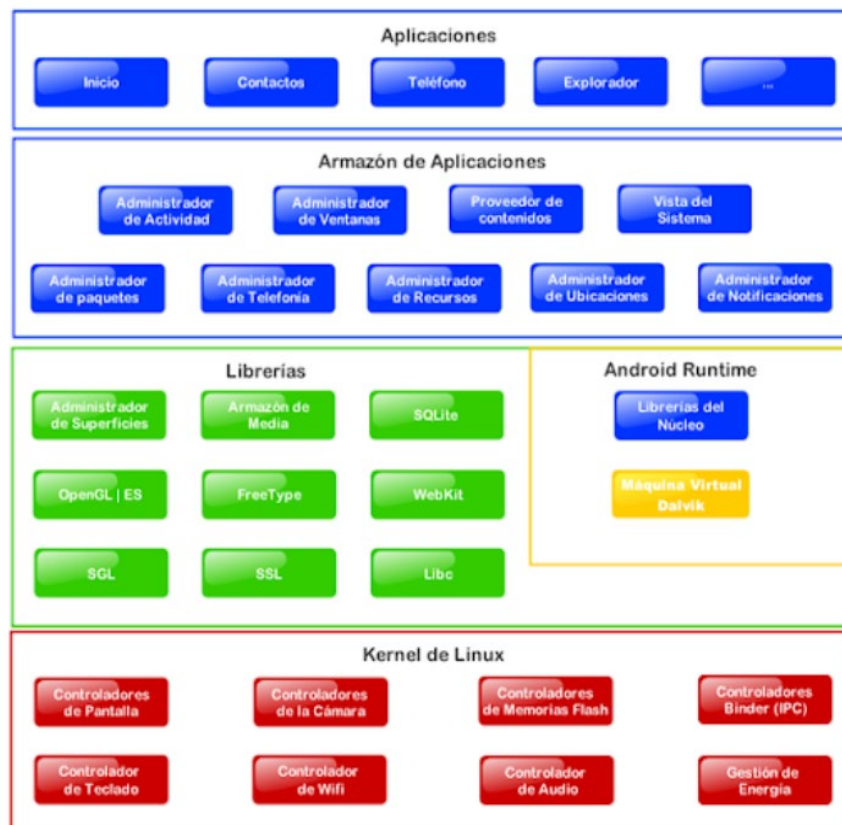 Aplicaciones
Inicio
Contactos
Teléfono
Explorador
...
Armazón de Aplicaciones
Administrador
de Actividad
Administrador
de Ventanas
Proveedor de
contenidos
Vista del
Sistema
Administrador
de paquetes
Administrador
de Telefonía
Administrador
de Recursos
Administrador
de Ubicaciones
Administrador
de Notificaciones
Librerías
Administrador
de Superficies
Armazón de
Media
SQLite
OpenGL | ES
FreeType
WebKit
SGL
SSL
Libc
Android Runtime
Librerías del
Núcleo
Máquina Virtual
Dalvik
Kernel de Linux
Controladores
de Pantalla
Controladores
de la Cámara
Controladores
de Memorias Flash
Controladores
Binder (IPC)
Controlador
de Teclado
Controlador
de Wifi
Controlador
de Audio
Gestión de
Energía